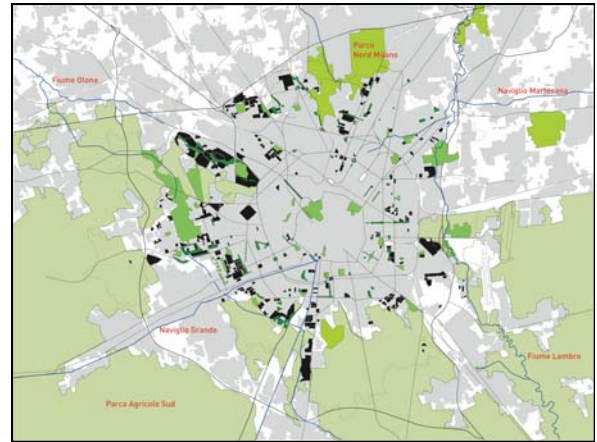 Parco
Nord Milano
Fiume Olona
Naviglio Martesana
Naviglio Grande
Fiume Lambro
Parco Agricolo Sud